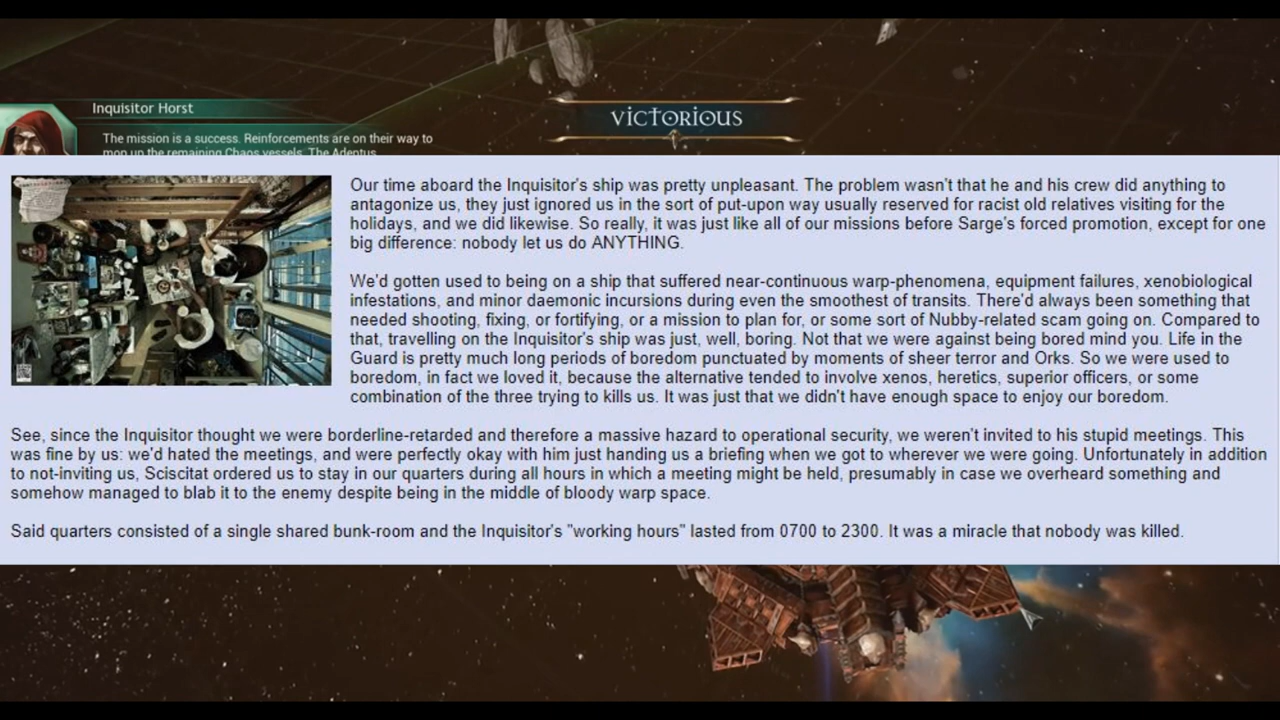 Inquisitor Horst
The mission is a success. Reinforcements are on their way to
mop up the remaining Chaos vessels. The Adeptus
VICTORIOUS
Our time aboard the Inquisitor's ship was pretty unpleasant. The problem wasn't that he and his crew did anything to
antagonize us, they just ignored us in the sort of put-upon way usually reserved for racist old relatives visiting for the
holidays, and we did likewise. So really, it was just like all of our missions before Sarge's forced promotion, except for one
big difference: nobody let us do ANYTHING.
We'd gotten used to being on a ship that suffered near-continuous warp-phenomena, equipment failures, xenobiological
infestations, and minor daemonic incursions during even the smoothest of transits. There'd always been something that
needed shooting, fixing, or fortifying, or a mission to plan for, or some sort of Nubby-related scam going on. Compared to
that, travelling on the Inquisitor's ship was just, well, boring. Not that we were against being bored mind you. Life in the
Guard is pretty much long periods of boredom punctuated by moments of sheer terror and Orks. So we were used to
boredom, in fact we loved it, because the alternative tended to involve xenos, heretics, superior officers, or some
combination of the three trying to kills us. It was just that we didn't have enough space to enjoy our boredom.
See, since the Inquisitor thought we were borderline-retarded and therefore a massive hazard to operational security, we weren't invited to his stupid meetings. This
was fine by us: we'd hated the meetings, and were perfectly okay with him just handing us a briefing when we got to wherever we were going. Unfortunately in addition
to not-inviting us, Sciscitat ordered us to stay in our quarters during all hours in which a meeting might be held, presumably in case we overheard something and
somehow managed to blab it to the enemy despite being in the middle of bloody warp space.
Said quarters consisted of a single shared bunk-room and the Inquisitor's "working hours" lasted from 0700 to 2300. It was a miracle that nobody was killed.